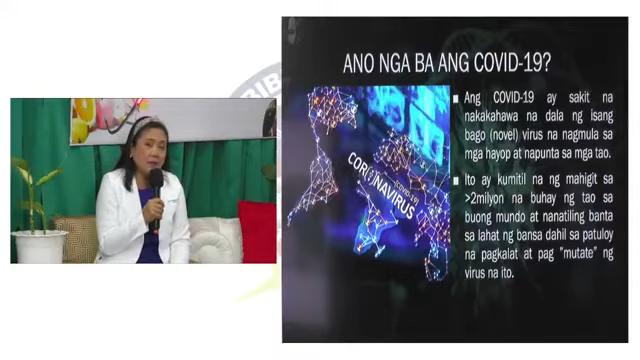 ANO NGA BA ANG COVID-19?
Ang COVID-19 ay sakit na
nakakahawa na dala ng isang
bago (novel) virus na nagmula sa
mga hayop at napunta sa mga tao.
Ito ay kumitil na ng mahigit sa
>2milyon na buhay ng tao sa
buong mundo at nanatiling banta
sa lahat ng bansa dahil sa patuloy
na pagkalat at pag "mutate" ng
virus na ito.
CORONAVIRUS